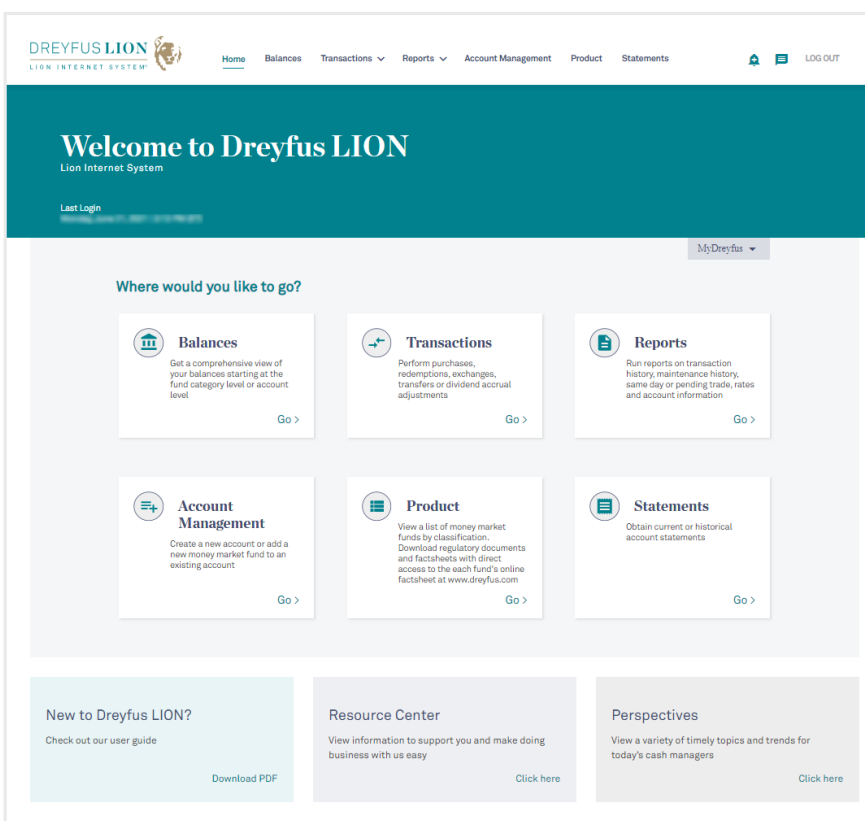 DREYFUS LION
LION INTERNET SYSTEM
Home Balances Transactions Reports Account Management Product Statements LOG OUT
Welcome to Dreyfus LION
Lion Internet System
Last Login
MyDreyfus
Where would you like to go?
Balances
Get a comprehensive view of
your balances starting at the
fund category level or account
level
Go >
Transactions
Perform purchases,
redemptions, exchanges,
transfers or dividend accrual
adjustments
Go >
Reports
Run reports on transaction
history, maintenance history,
same day or pending trade, rates
and account information
Go >
Account
Management
Create a new account or add a
new money market fund to an
existing account
Go >
Product
View a list of money market
funds by classification.
Download regulatory documents
and factsheets with direct
access to the each fund's online
factsheet at www.dreyfus.com
Go >
Statements
Obtain current or historical
account statements
Go >
New to Dreyfus LION?
Check out our user guide
Download PDF
Resource Center
View information to support you and make doing
business with us easy
Click here
Perspectives
View a variety of timely topics and trends for
today's cash managers
Click here